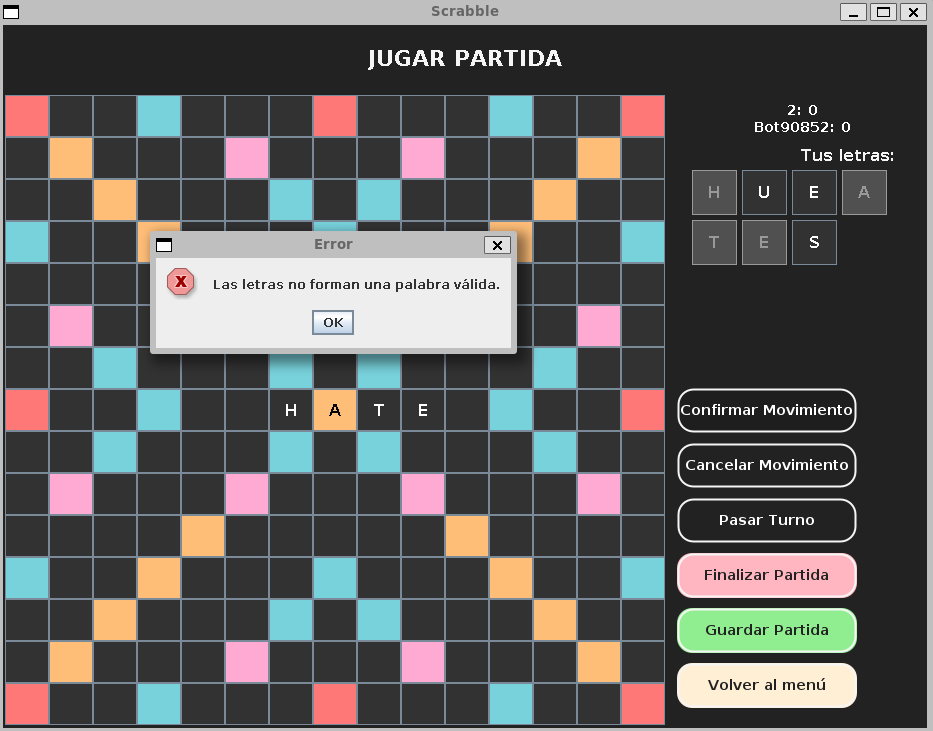 Scrabble
JUGAR PARTIDA
2: 0
Bot90852: 0
Tus letras:
H U E A
T E S
Error
X
Las letras no forman una palabra válida.
OK
H A T E
Confirmar Movimiento
Cancelar Movimiento
Pasar Turno
Finalizar Partida
Guardar Partida
Volver al menú